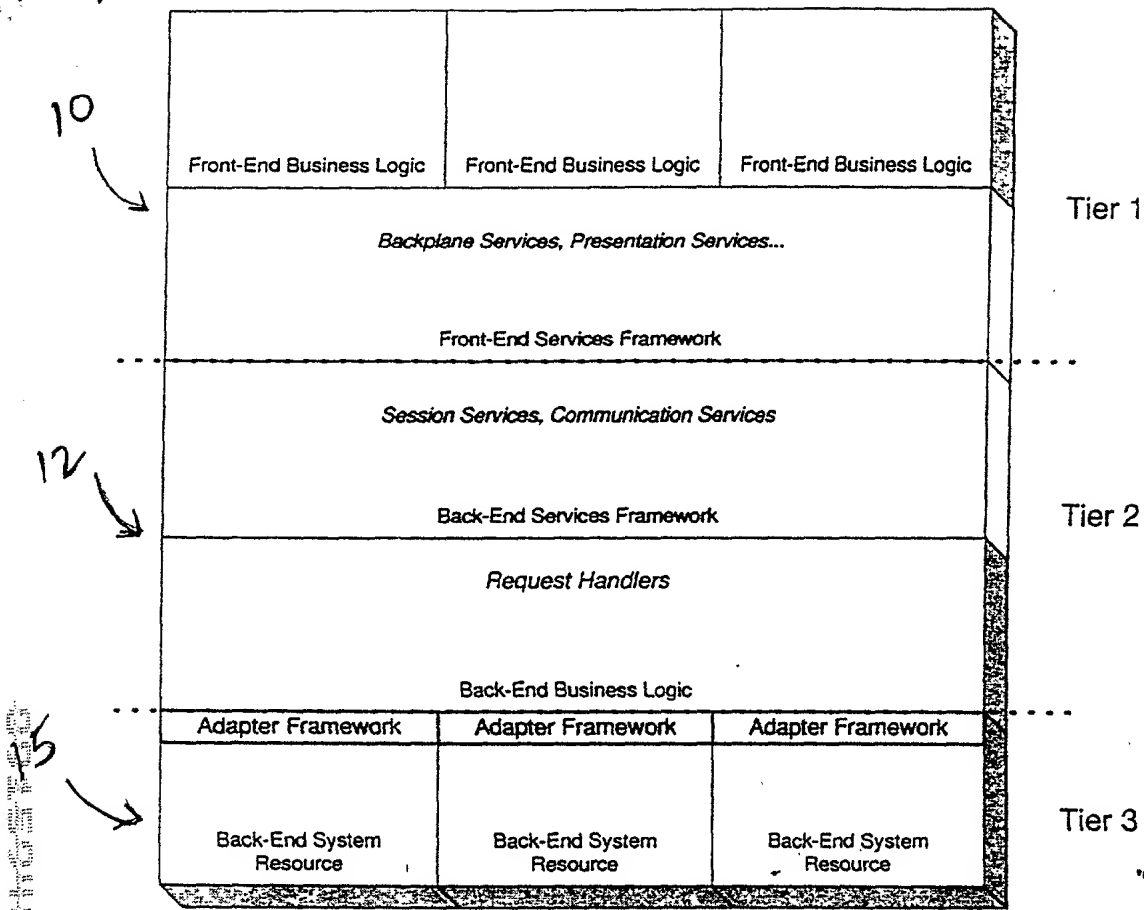 10
Front-End Business Logic
Front-End Business Logic
Front-End Business Logic
Tier 1
Backplane Services, Presentation Services...
Front-End Services Framework
12
Session Services, Communication Services
Back-End Services Framework
Tier 2
Request Handlers
Back-End Business Logic
15
Adapter Framework
Adapter Framework
Adapter Framework
Back-End System
Resource
Back-End System
Resource
Back-End System
Resource
Tier 3